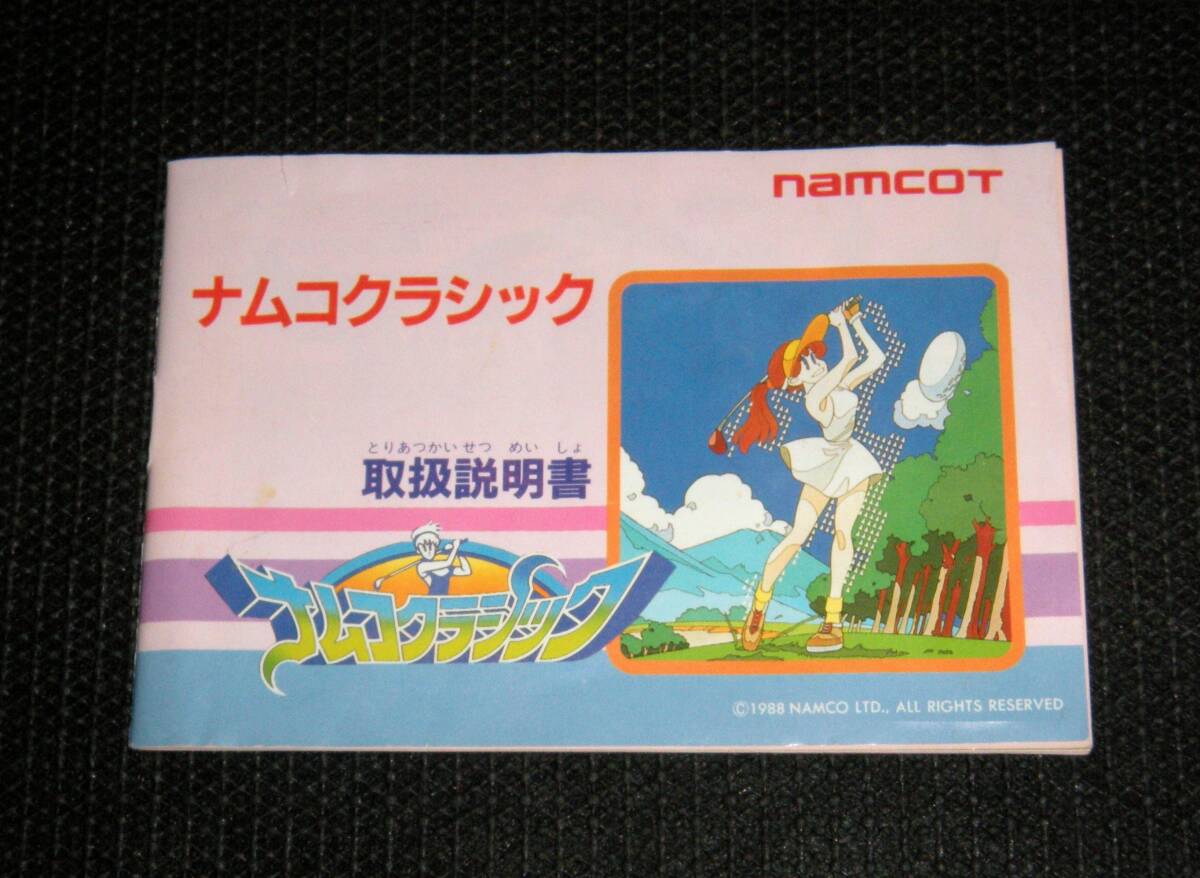 namcoT
ナムコクラシック
とりあつかいせつ めい しょ
取扱説明書
ナムコクラシック
©1988 NAMCO LTD., ALL RIGHTS RESERVED